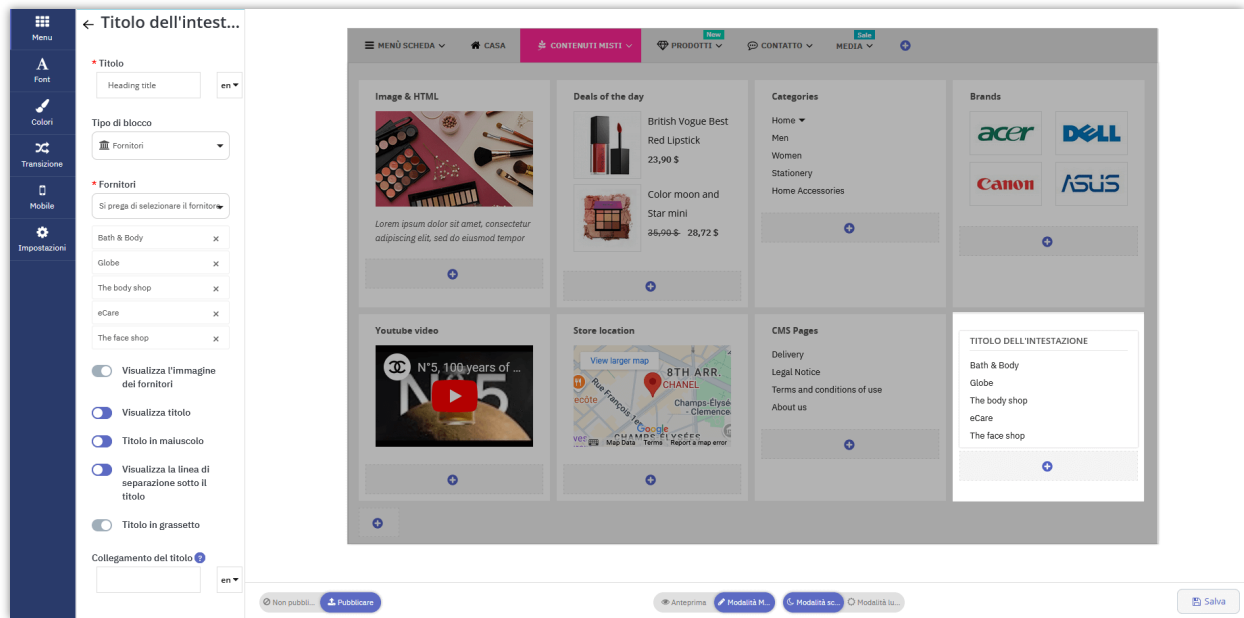 Menu
Font
Colori
Transizione
Mobile
Impostazioni
← Titolo dell'intest...
* Titolo
Heading title
en
Tipo di blocco
Fornitori
* Fornitori
Si prega di selezionare il fornitore
Bath & Body ×
Globe ×
The body shop ×
eCare ×
The face shop ×
Visualizza l'immagine
dei fornitori
Visualizza titolo
Titolo in maiuscolo
Visualizza la linea di
separazione sotto il
titolo
Titolo in grassetto
Collegamento del titolo ?
en
MENÙ SCHEDA
CASA
CONTENUTI MISTI
New
PRODOTTI
CONTATTO
Sale
MEDIA
Image & HTML
Lorem ipsum dolor sit amet, consectetur
adipiscing elit, sed do eiusmod tempor
Deals of the day
British Vogue Best
Red Lipstick
23,90 $
Color moon and
Star mini
35,90 $ 28,72 $
Categories
Home
Men
Women
Stationery
Home Accessories
Brands
acer
DELL
Canon
ASUS
Youtube video
N°5, 100 years of ...
N°5
Store location
View larger map
8TH ARR.
CHANEL
Rue François 1er
ecôte
Champs-Élysé
- Clemence
Google
CHAMPS ELYSÉES
Map Data Terms Report a map error
CMS Pages
Delivery
Legal Notice
Terms and conditions of use
About us
TITOLO DELL'INTESTAZIONE
Bath & Body
Globe
The body shop
eCare
The face shop
Non pubbli...
Pubblicare
Anteprima
Modalità M...
Modalità sc...
Modalità lu...
Salva